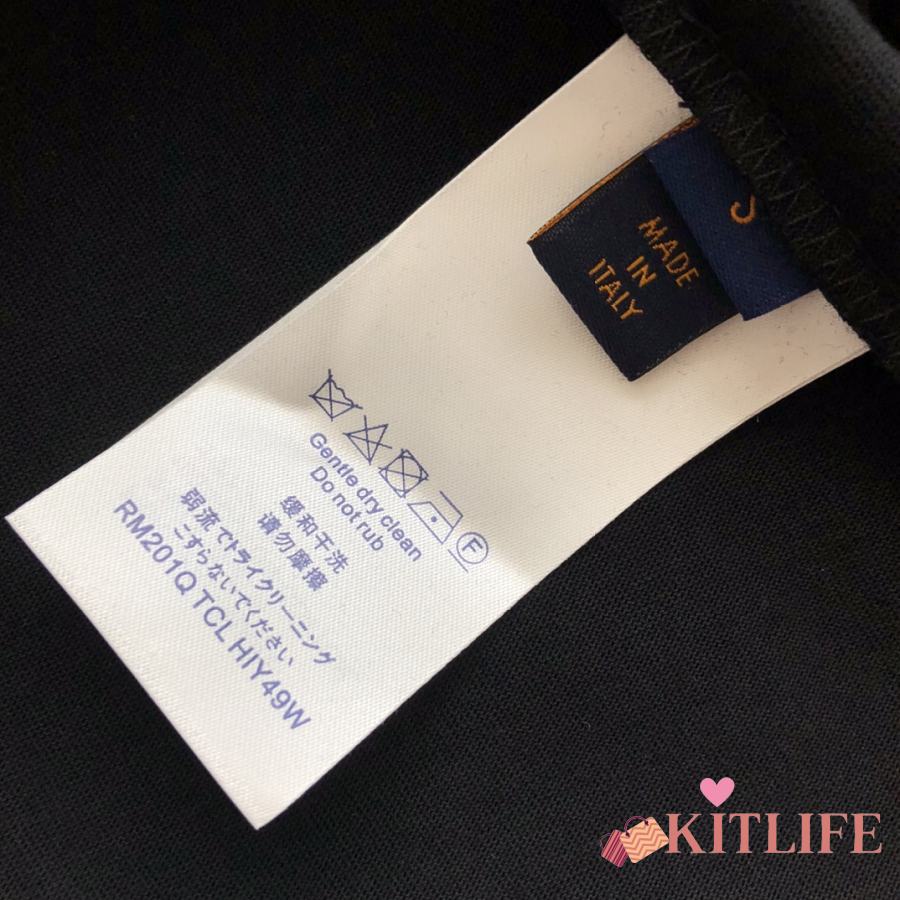 S
MADE
IN
ITALY
F
Gentle dry clean
Do not rub
缓和干洗
请勿摩擦
弱流でトライクリーニング
こすらないでください
RM201Q TCL HIY49W
KITLIFE